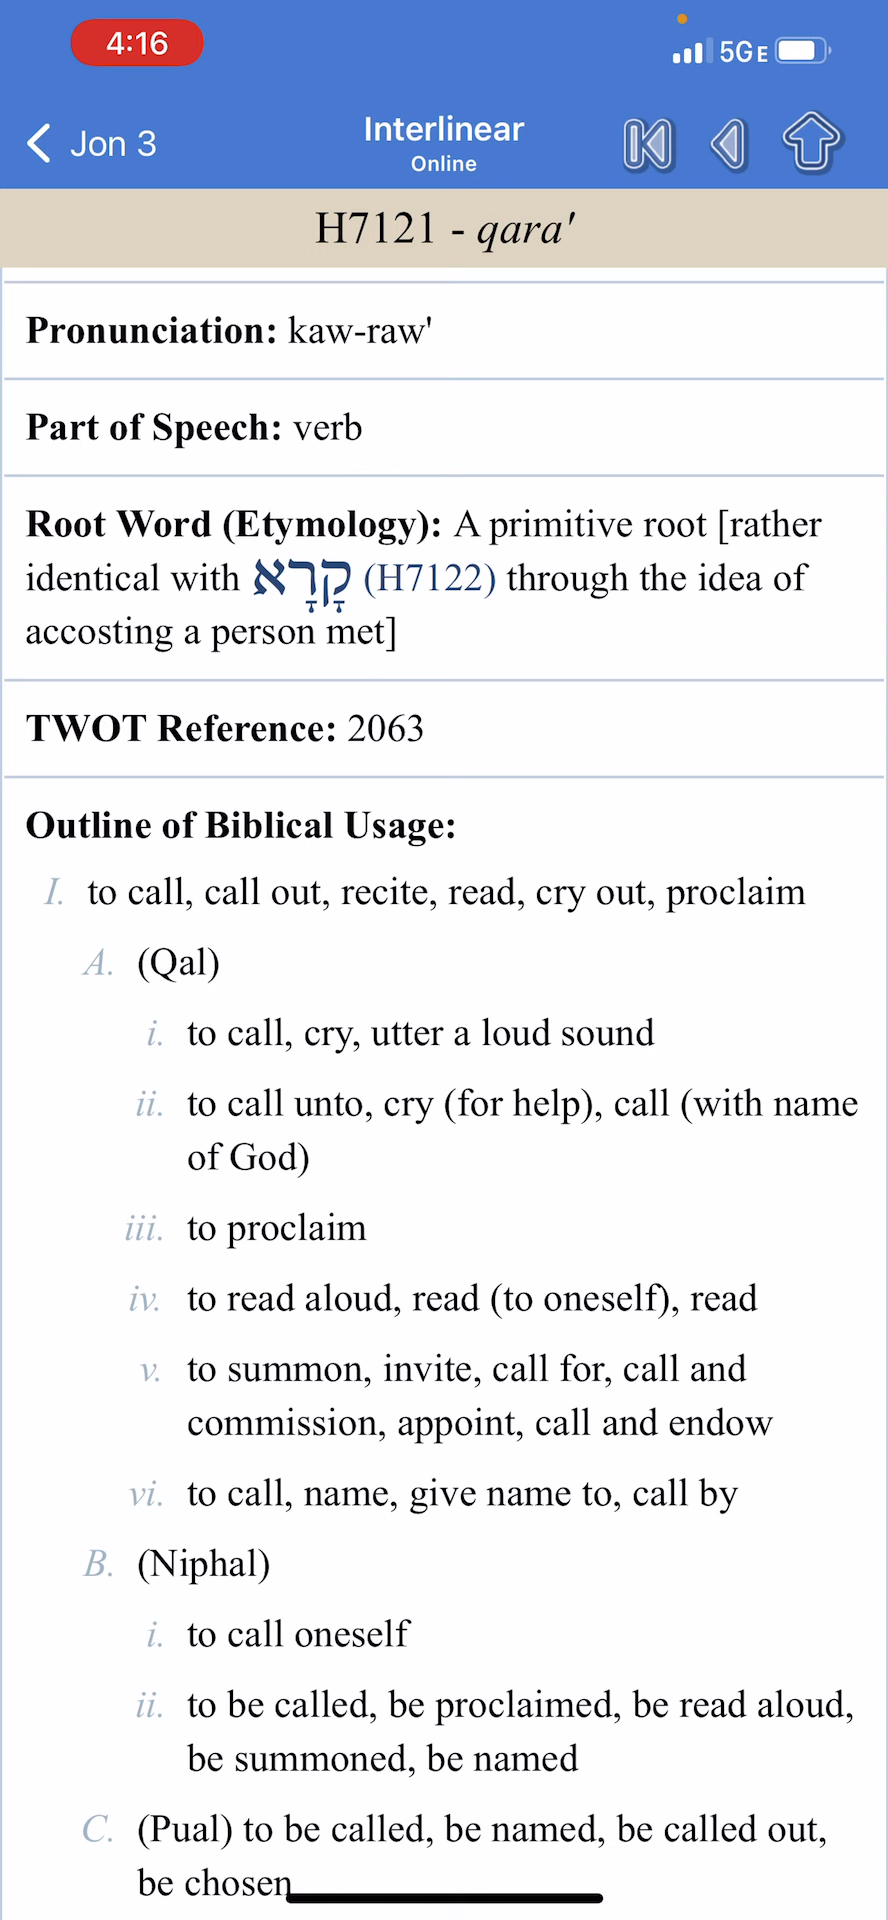 4:16
5GE
Jon 3
Interlinear
Online
H7121 - qara'
Pronunciation: kaw-raw'
Part of Speech: verb
Root Word (Etymology): A primitive root [rather
identical with קָרָא (H7122) through the idea of
accosting a person met]
TWOT Reference: 2063
Outline of Biblical Usage:
I. to call, call out, recite, read, cry out, proclaim
A. (Qal)
i. to call, cry, utter a loud sound
ii. to call unto, cry (for help), call (with name
of God)
iii. to proclaim
iv. to read aloud, read (to oneself), read
v. to summon, invite, call for, call and
commission, appoint, call and endow
vi. to call, name, give name to, call by
B. (Niphal)
i. to call oneself
ii. to be called, be proclaimed, be read aloud,
be summoned, be named
C. (Pual) to be called, be named, be called out,
be chosen